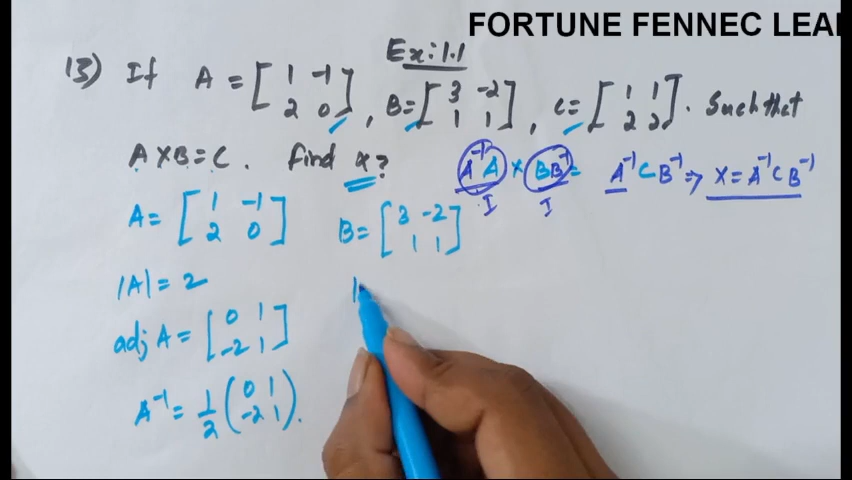 FORTUNE FENNEC LEA
Ex: 1.1
13) If A = [1 -1; 2 0], B = [3 -2; 1 1], C = [1 1; 2 2]. Such that
A X B = C. Find x?
A⁻¹A X BB⁻¹ = A⁻¹CB⁻¹ ⇒ X = A⁻¹CB⁻¹
I I
A = [1 -1; 2 0]
|A| = 2
adj A = [0 1; -2 1]
A⁻¹ = 1/2 (0 1; -2 1).
B = [3 -2; 1 1]